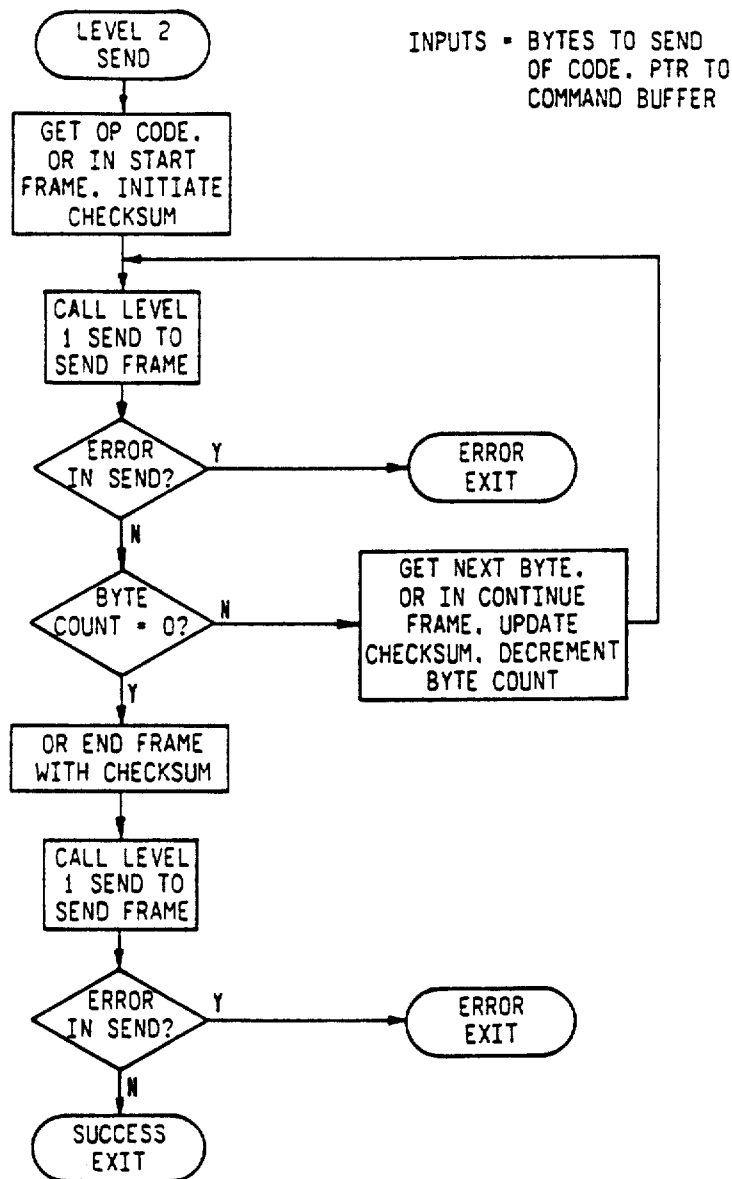 LEVEL 2
SEND
INPUTS = BYTES TO SEND
OF CODE. PTR TO
COMMAND BUFFER
GET OP CODE.
OR IN START
FRAME. INITIATE
CHECKSUM
CALL LEVEL
1 SEND TO
SEND FRAME
ERROR
IN SEND?
Y
ERROR
EXIT
N
BYTE
COUNT = 0?
N
GET NEXT BYTE.
OR IN CONTINUE
FRAME. UPDATE
CHECKSUM. DECREMENT
BYTE COUNT
Y
OR END FRAME
WITH CHECKSUM
CALL LEVEL
1 SEND TO
SEND FRAME
ERROR
IN SEND?
Y
ERROR
EXIT
N
SUCCESS
EXIT